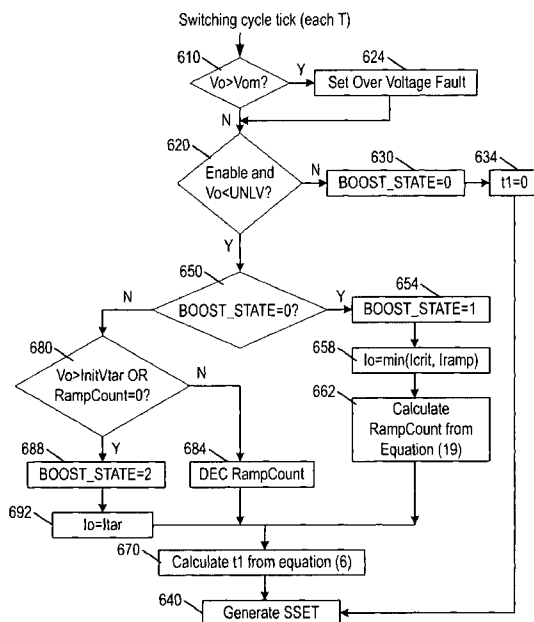 Switching cycle tick (each T)
610
624
Vo>Vom?
Y
Set Over Voltage Fault
N
620
630
634
Enable and
Vo<UNLV?
N
BOOST_STATE=0
t1=0
Y
650
654
N
BOOST_STATE=0?
Y
BOOST_STATE=1
680
658
Io=min(Icrit, Iramp)
Vo>InitVtar OR
RampCount=0?
N
662
Calculate
RampCount from
Equation (19)
Y
688
684
BOOST_STATE=2
DEC RampCount
692
Io=Itar
670
Calculate t1 from equation (6)
640
Generate SSET